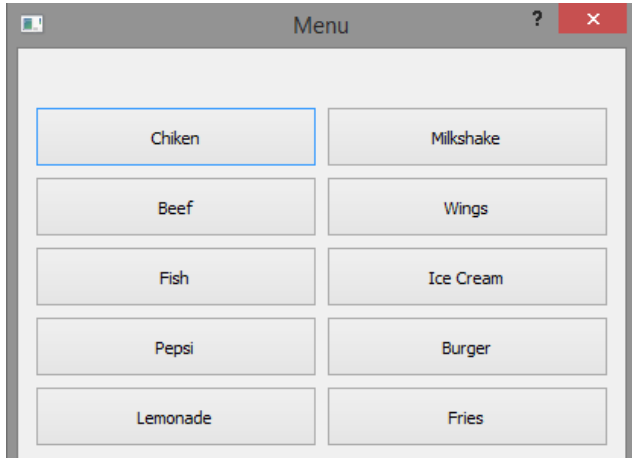 Menu ?
Chiken Milkshake
Beef Wings
Fish Ice Cream
Pepsi Burger
Lemonade Fries